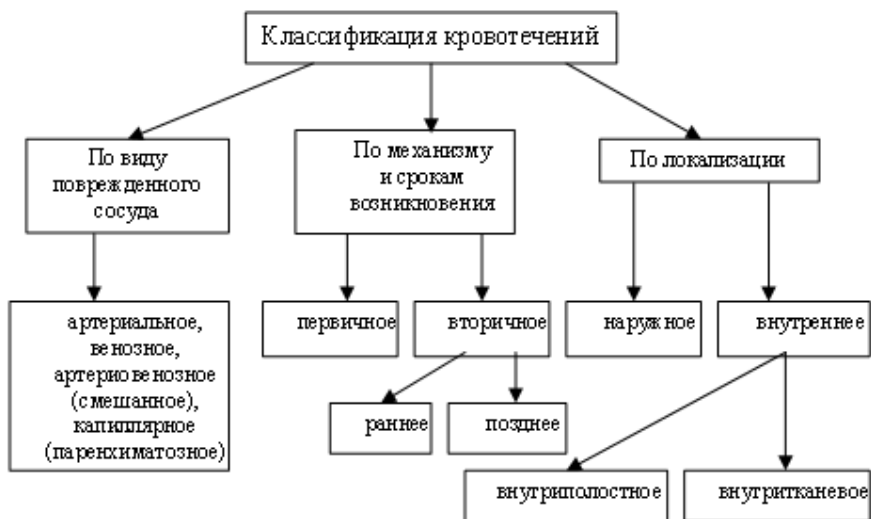 Классификация кровотечений
По виду
поврежденного
сосуда
По механизму
и срокам
возникновения
По локализации
артериальное,
венозное,
артериовенозное
(смешанное),
капиллярное
(паренхиматозное)
первичное
вторичное
наружное
внутреннее
раннее
позднее
внутриполостное
внутритканевое